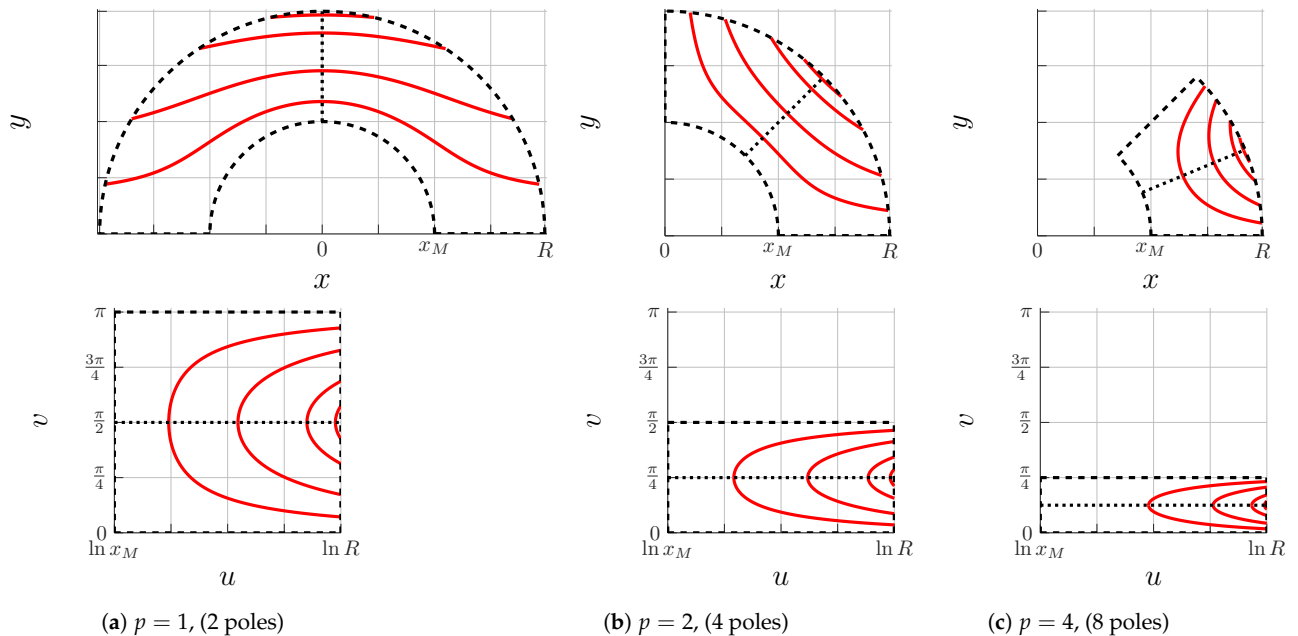 y
0
x_M
R
x
y
0
x_M
R
x
y
0
x_M
R
x
π
3π/4
π/2
π/4
0
v
ln x_M
ln R
u
π
3π/4
π/2
π/4
0
v
ln x_M
ln R
u
π
3π/4
π/2
π/4
0
v
ln x_M
ln R
u
(a) p = 1, (2 poles)
(b) p = 2, (4 poles)
(c) p = 4, (8 poles)